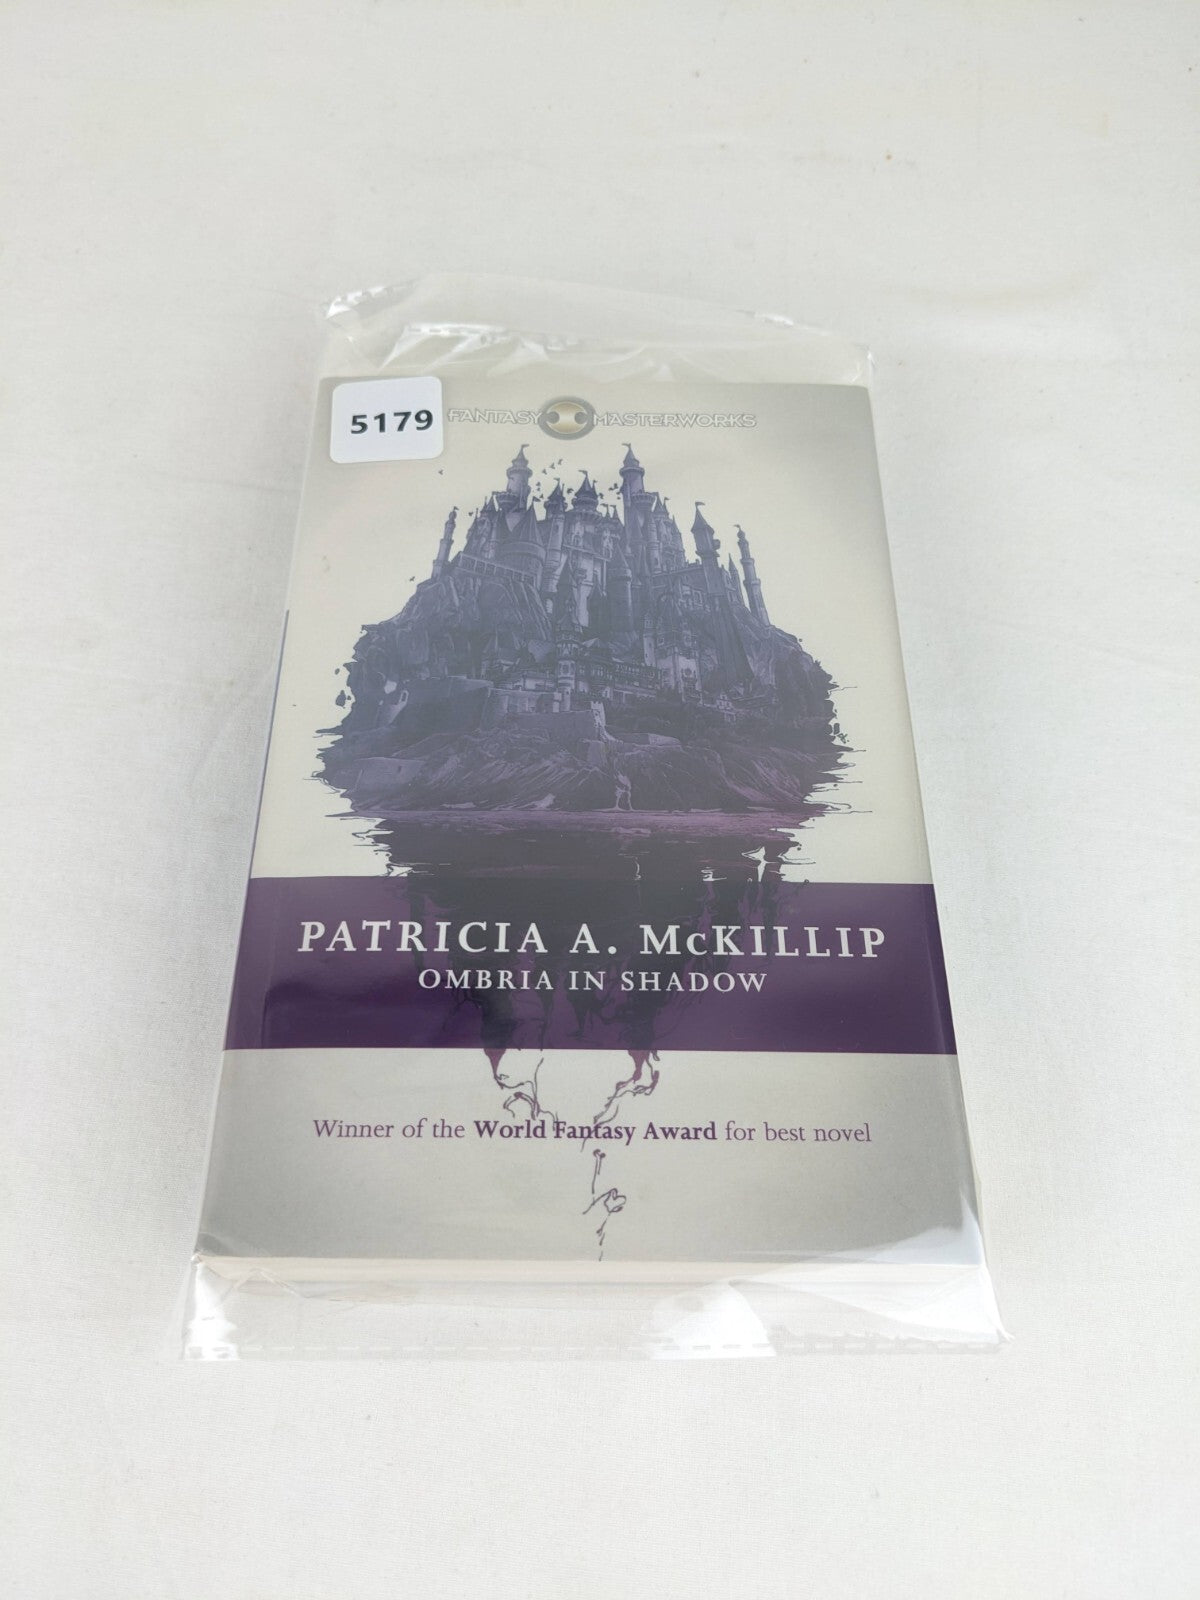 5179
FANTASY MASTERWORKS
PATRICIA A. McKILLIP
OMBRIA IN SHADOW
Winner of the World Fantasy Award for best novel